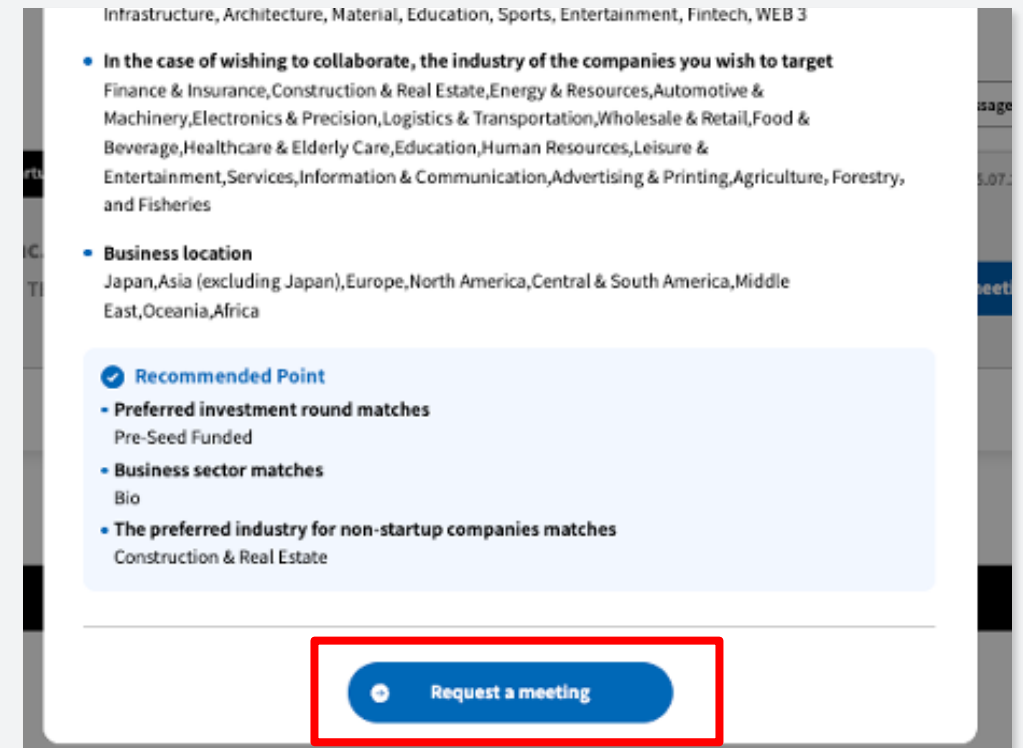 Infrastructure, Architecture, Material, Education, Sports, Entertainment, Fintech, WEB 3
In the case of wishing to collaborate, the industry of the companies you wish to target
Finance & Insurance,Construction & Real Estate,Energy & Resources,Automotive &
Machinery,Electronics & Precision,Logistics & Transportation,Wholesale & Retail,Food &
Beverage,Healthcare & Elderly Care,Education,Human Resources,Leisure &
Entertainment,Services,Information & Communication,Advertising & Printing,Agriculture, Forestry,
and Fisheries
Business location
Japan,Asia (excluding Japan),Europe,North America,Central & South America,Middle
East,Oceania,Africa
Recommended Point
Preferred investment round matches
Pre-Seed Funded
Business sector matches
Bio
The preferred industry for non-startup companies matches
Construction & Real Estate
Request a meeting